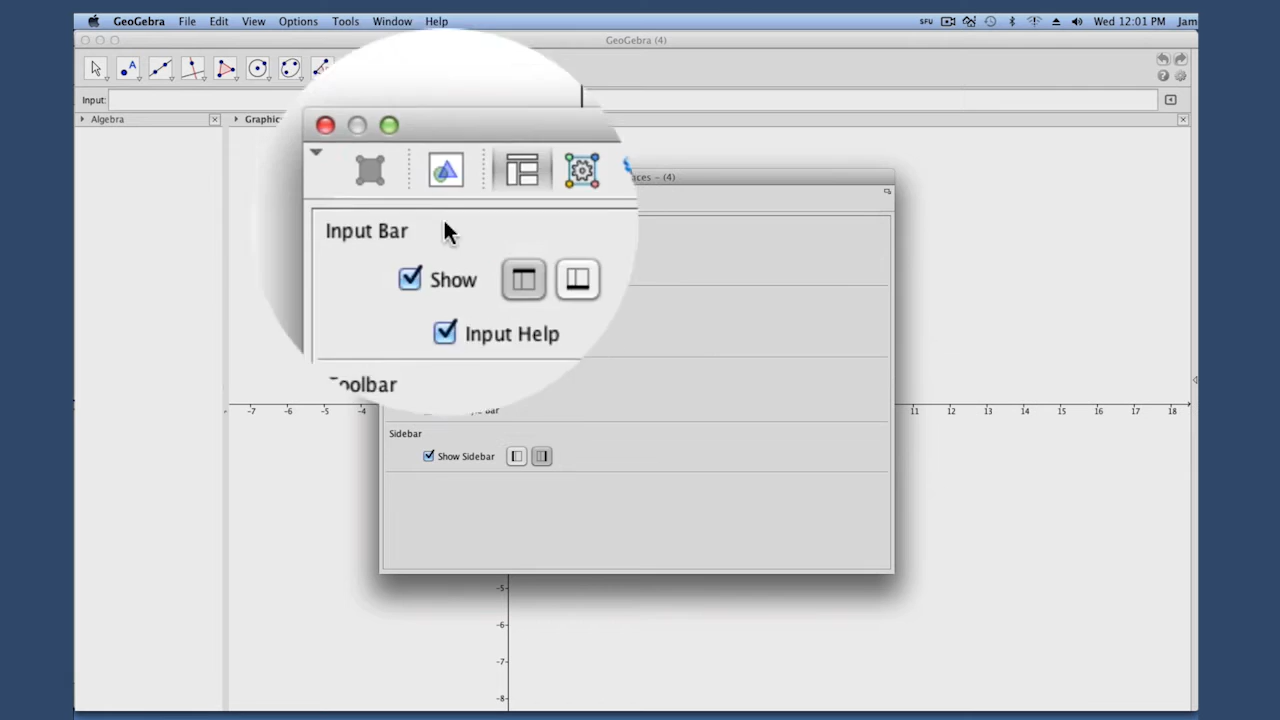 GeoGebra File Edit View Options Tools Window Help SFU Wed 12:01 PM Jam
GeoGebra (4)
Input:
Algebra
Input Bar
Show
Input Help
Sidebar
Show Sidebar
-7 -6 -5 -4 11 12 13 14 15 16 17 18
-5
-6
-7
-8